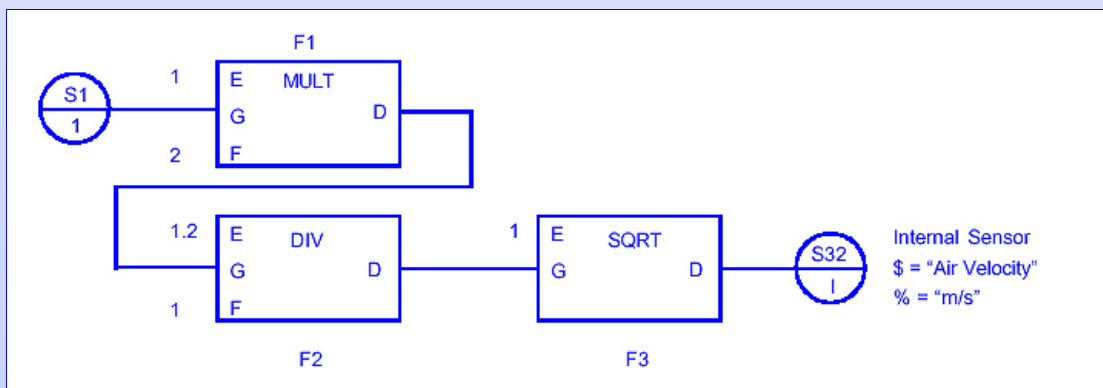 F1
S1
1
1
E
MULT
G
D
2
F
1.2
E
DIV
G
D
1
F
F2
1
E
SQRT
G
D
F3
S32
I
Internal Sensor
$ = “Air Velocity”
% = “m/s”